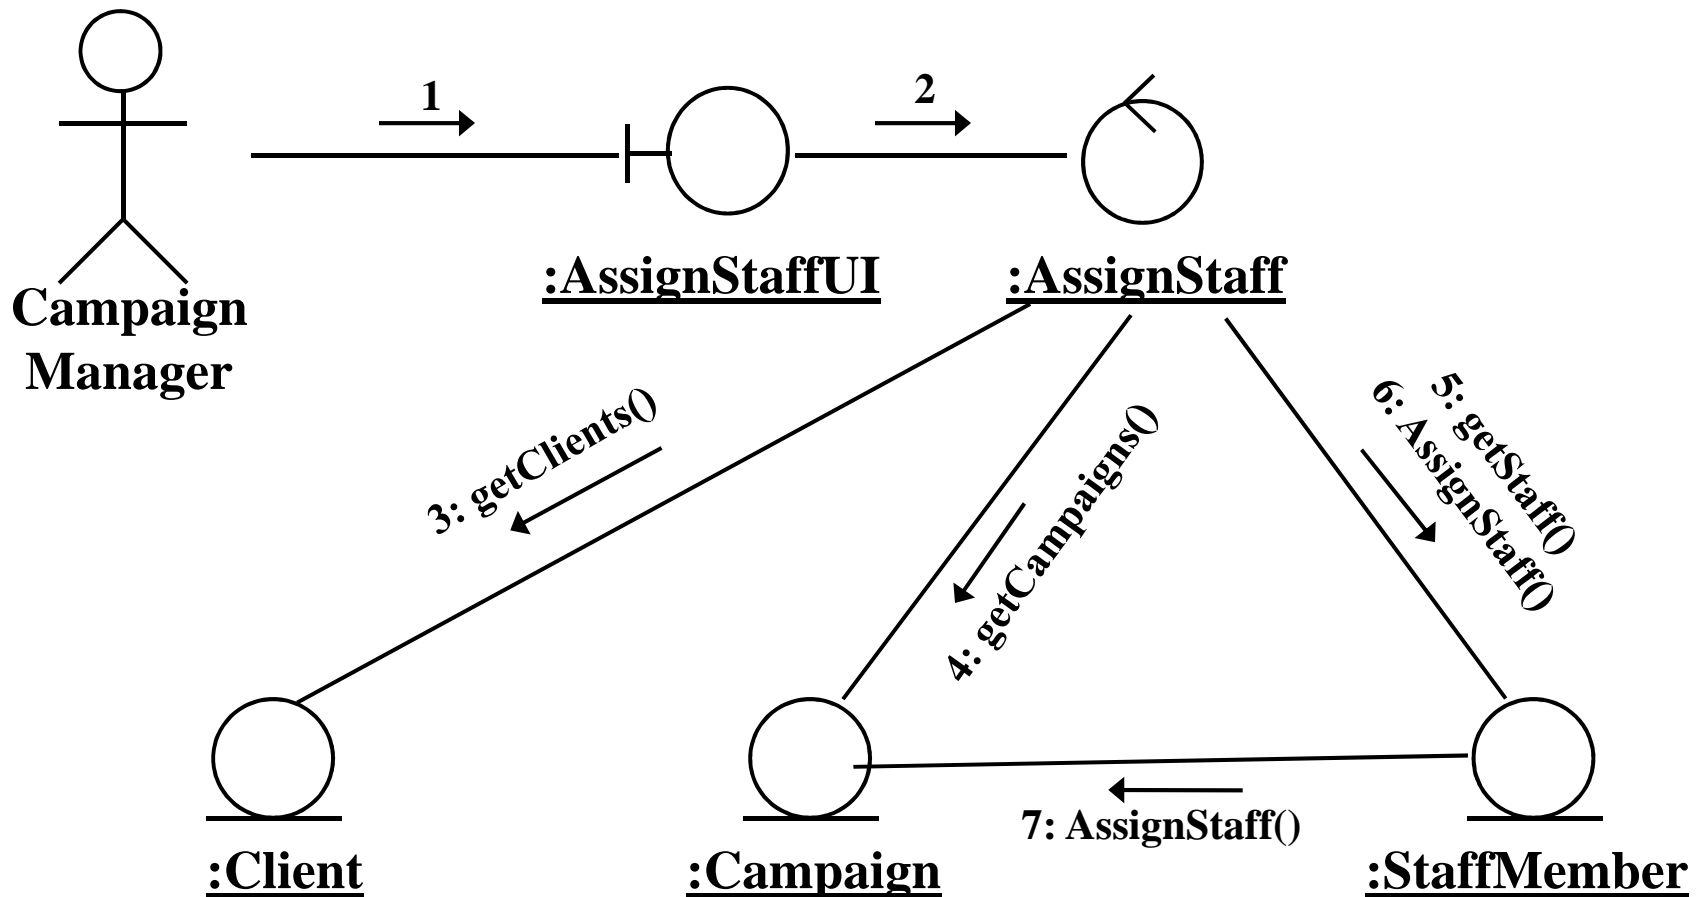 1
2
:AssignStaffUI
:AssignStaff
Campaign
Manager
3: getClients()
4: getCampaigns()
5: getStaff()
6: AssignStaff()
7: AssignStaff()
:Client
:Campaign
:StaffMember